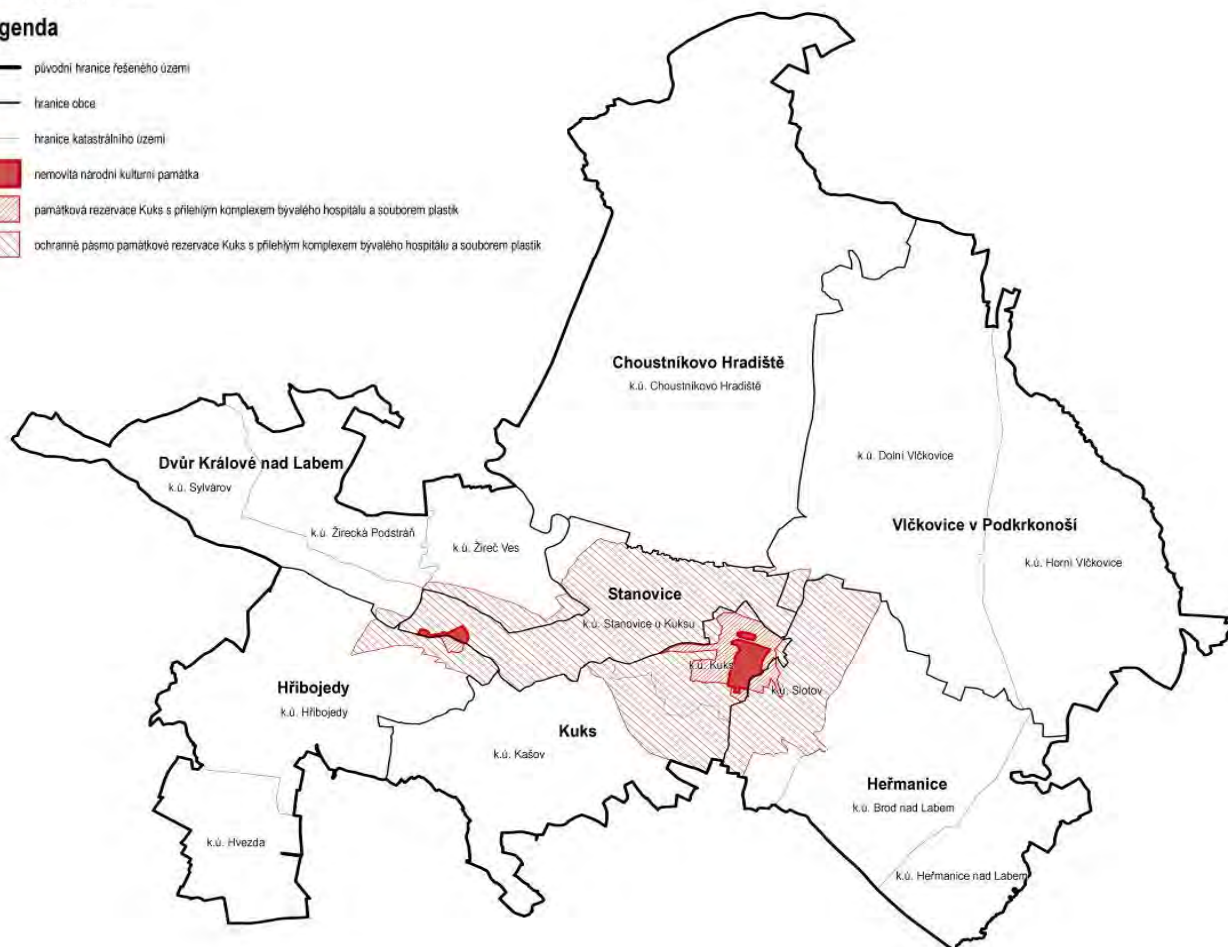 genda
původní hranice řešeného území
hranice obce
hranice katastrálního území
nemovitá národní kulturní památka
památková rezervace Kuks s přilehlým komplexem bývalého hospitálu a souborem plastik
ochranné pásmo památkové rezervace Kuks s přilehlým komplexem bývalého hospitálu a souborem plastik
Choustníkovo Hradiště
k.ú. Choustníkovo Hradiště
Dvůr Králové nad Labem
k.ú. Sylvárov
k.ú. Žirecká Podstráň
k.ú. Žireč Ves
k.ú. Dolní Vlčkovice
Vlčkovice v Podkrkonoší
k.ú. Horní Vlčkovice
Stanovice
k.ú. Stanovice u Kuksu
k.ú. Kuks
k.ú. Slotov
Hřibojedy
k.ú. Hřibojedy
Kuks
k.ú. Kašov
Heřmanice
k.ú. Brod nad Labem
k.ú. Hvezda
k.ú. Heřmanice nad Labem